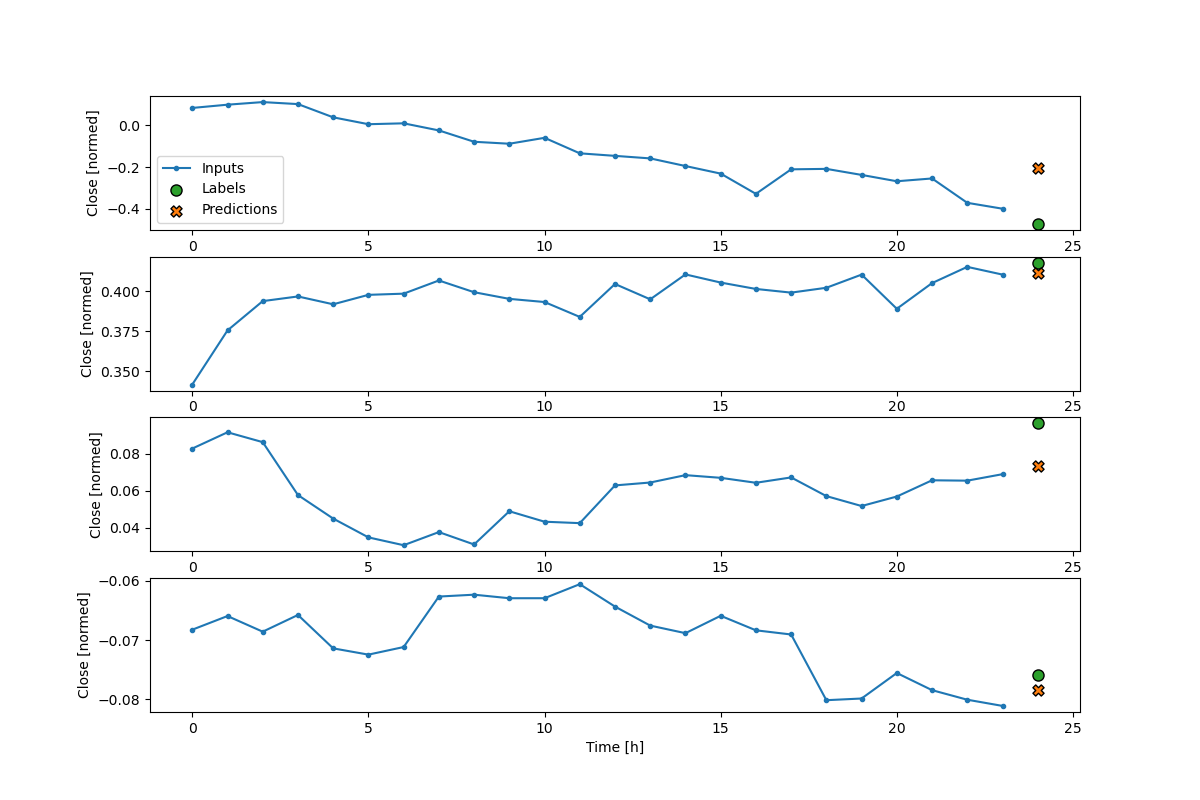 Close [normed]
0.0
−0.2
−0.4
Inputs
Labels
Predictions
0 5 10 15 20 25
Close [normed]
0.400
0.375
0.350
0 5 10 15 20 25
Close [normed]
0.08
0.06
0.04
0 5 10 15 20 25
Close [normed]
−0.06
−0.07
−0.08
0 5 10 15 20 25
Time [h]